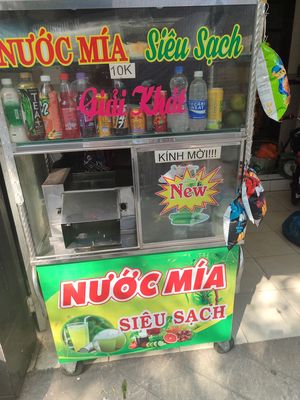 NƯỚC MÍA Siêu Sạch
10K
Giải Khát
KÍNH MỜI!!!
New
NƯỚC MÍA
SIÊU SẠCH